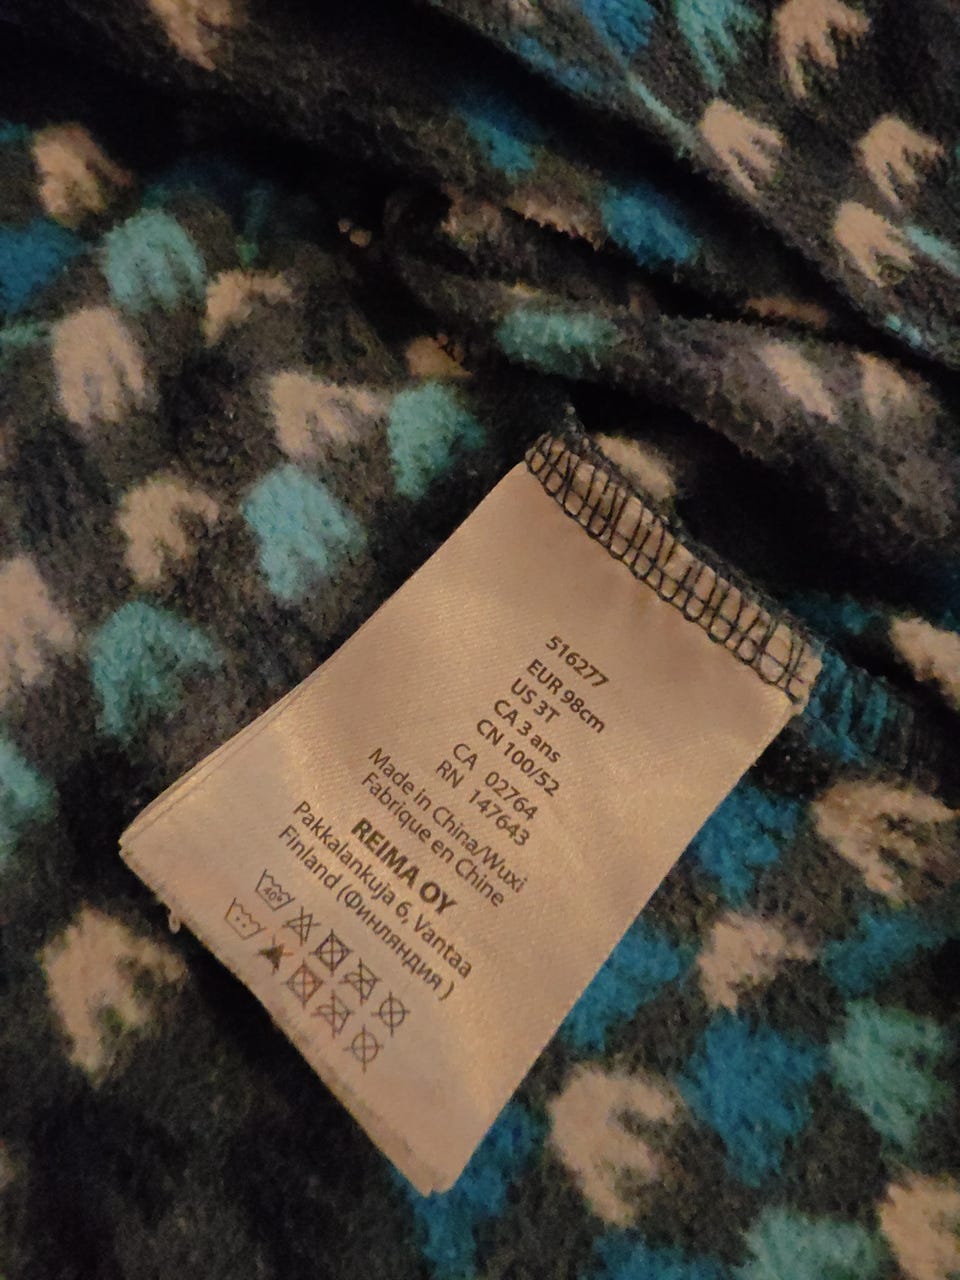 516277
EUR 98cm
US 3T
CA 3 ans
CN 100/52
CA 02764
RN 147643
Made in China/Wuxi
Fabrique en Chine
REIMA OY
Pakkalankuja 6, Vantaa
Finland (Финляндия)
40°